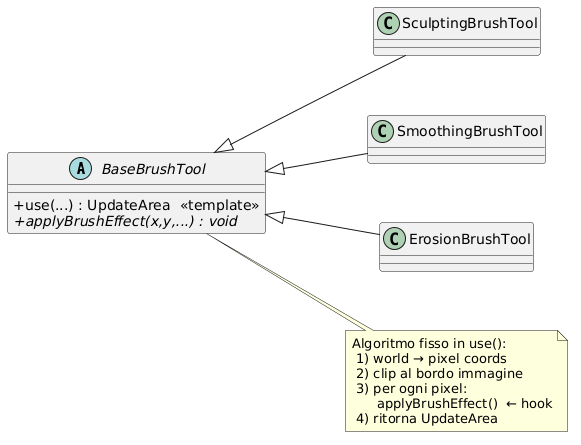 C SculptingBrushTool
C SmoothingBrushTool
A BaseBrushTool
+use(...) : UpdateArea «template»
+applyBrushEffect(x,y,...) : void
C ErosionBrushTool
Algoritmo fisso in use():
1) world → pixel coords
2) clip al bordo immagine
3) per ogni pixel:
applyBrushEffect() ← hook
4) ritorna UpdateArea